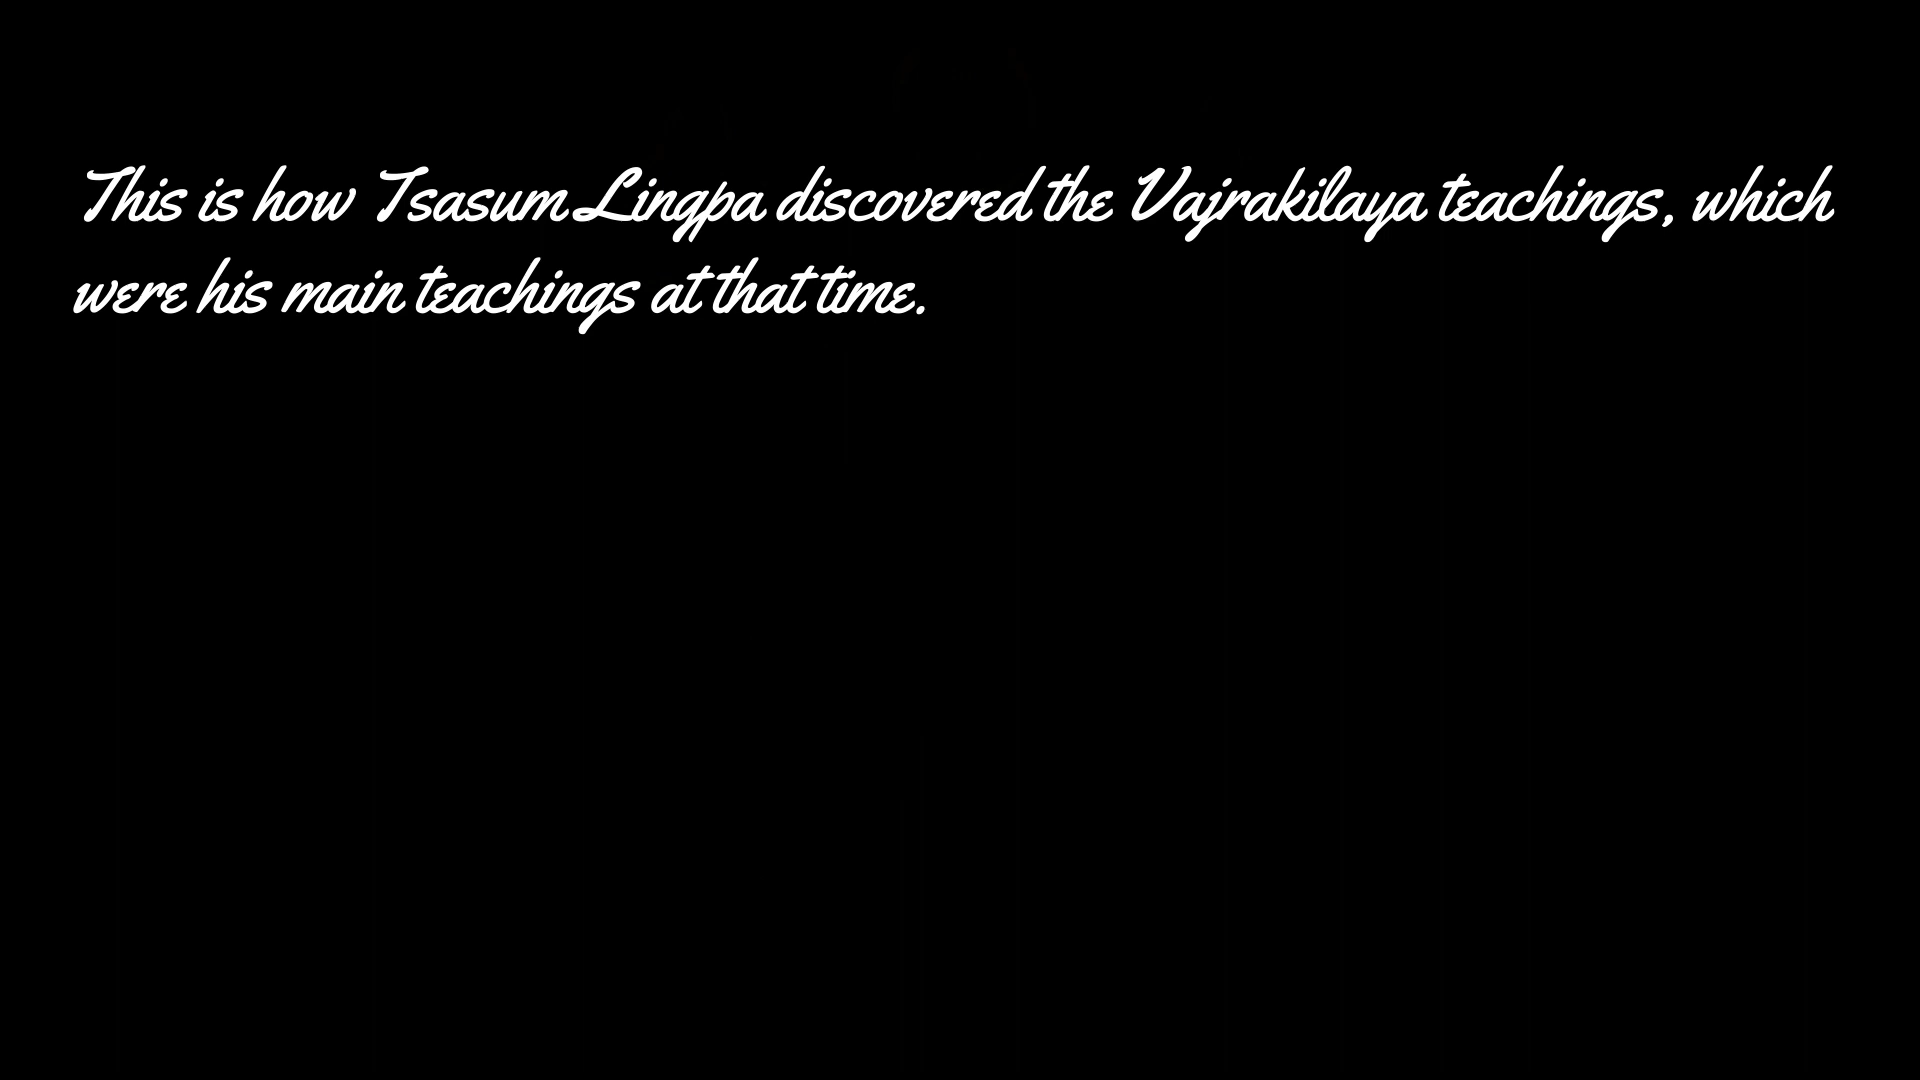 This is how Tsasum Lingpa discovered the Vajrakilaya teachings, which
were his main teachings at that time.